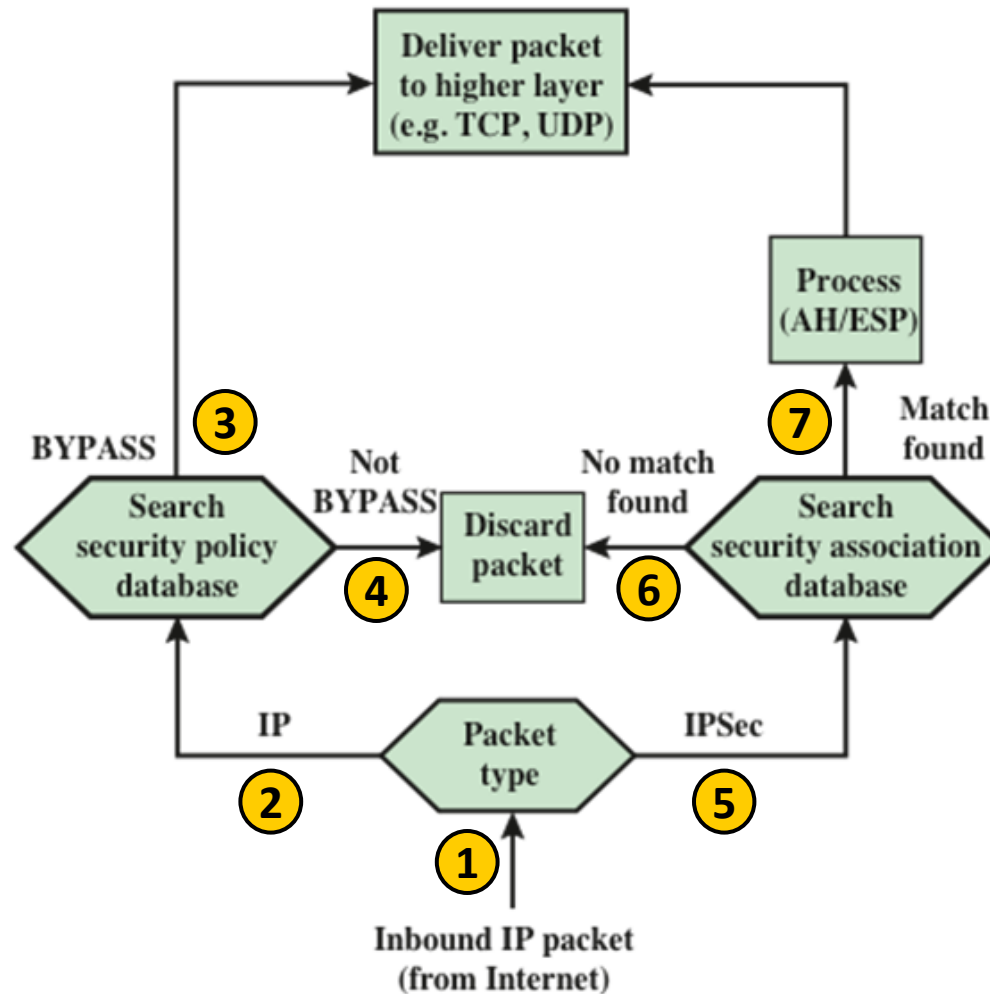 Deliver packet
to higher layer
(e.g. TCP, UDP)
Process
(AH/ESP)
3
7
BYPASS
Match
found
Not
BYPASS
No match
found
Search
security policy
database
Discard
packet
Search
security association
database
4
6
IP
Packet
type
IPSec
2
5
1
Inbound IP packet
(from Internet)